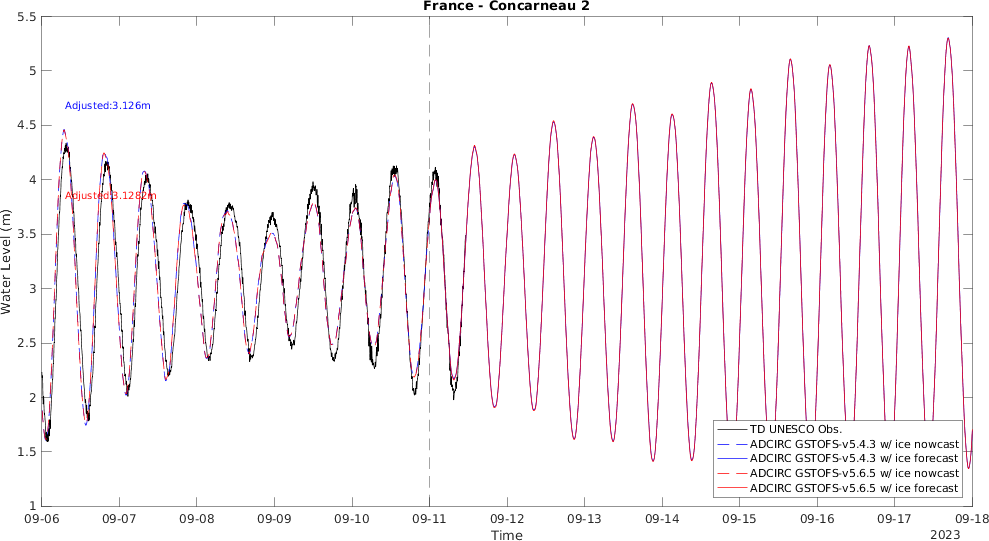 France - Concarneau 2
5.5
5
4.5
4
3.5
3
2.5
2
1.5
1
Water Level (m)
Adjusted:3.126m
Adjusted:3.1282m
TD UNESCO Obs.
ADCIRC GSTOFS-v5.4.3 w/ ice nowcast
ADCIRC GSTOFS-v5.4.3 w/ ice forecast
ADCIRC GSTOFS-v5.6.5 w/ ice nowcast
ADCIRC GSTOFS-v5.6.5 w/ ice forecast
09-06 09-07 09-08 09-09 09-10 09-11 09-12 09-13 09-14 09-15 09-16 09-17 09-18
Time
2023